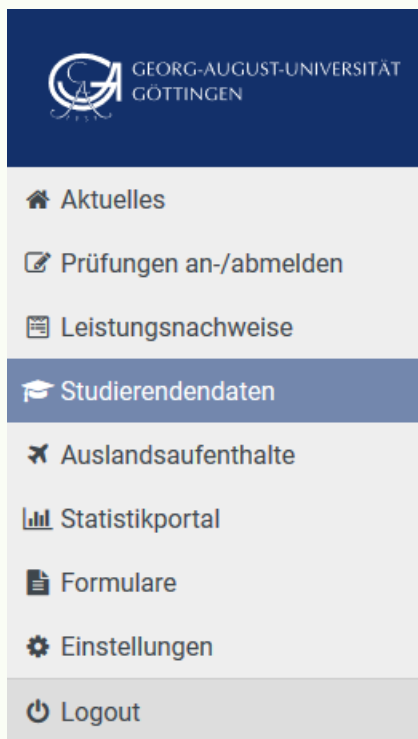 GEORG-AUGUST-UNIVERSITÄT
GÖTTINGEN
Aktuelles
Prüfungen an-/abmelden
Leistungsnachweise
Studierendendaten
Auslandsaufenthalte
Statistikportal
Formulare
Einstellungen
Logout